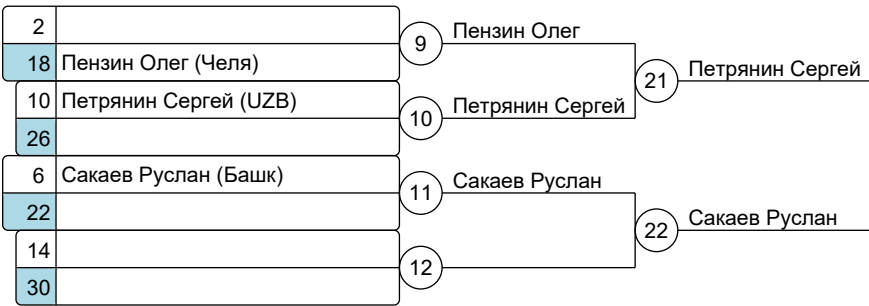 2
18 Пензин Олег (Челя)
9 Пензин Олег
10 Петрянин Сергей (UZB)
26
10 Петрянин Сергей
21 Петрянин Сергей
6 Сакаев Руслан (Башк)
22
11 Сакаев Руслан
14
30
12
22 Сакаев Руслан